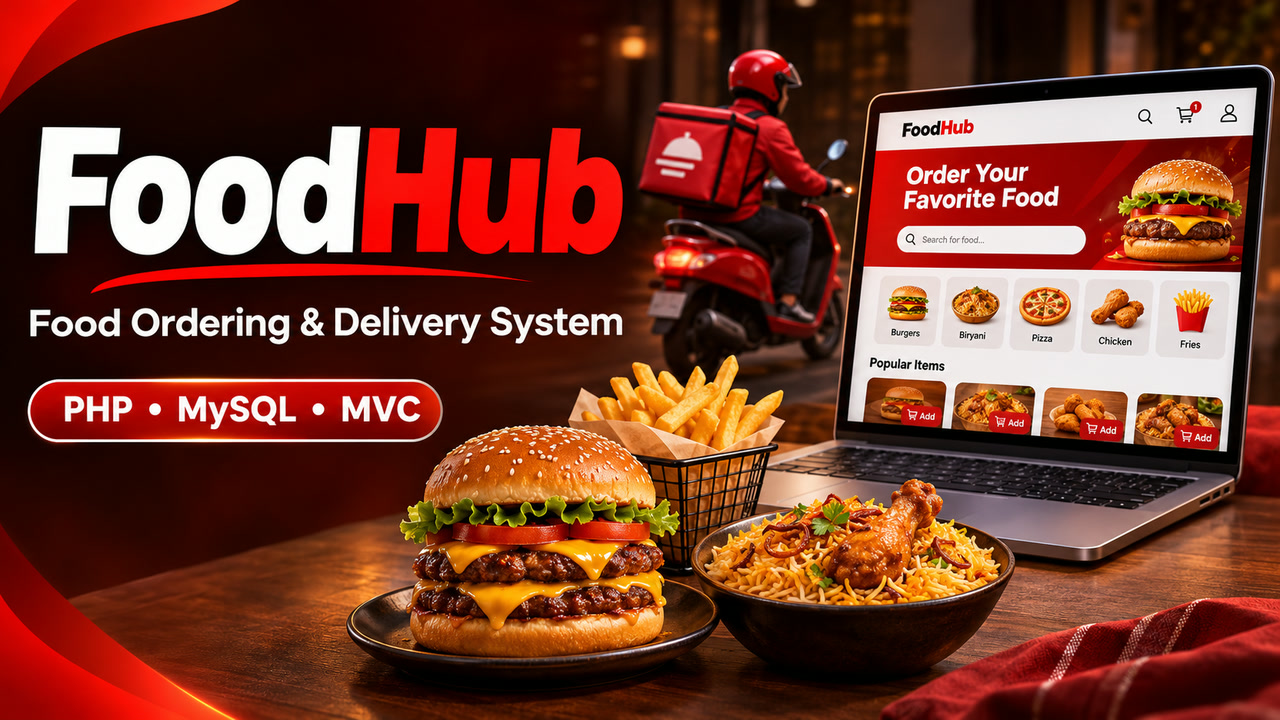 FoodHub
Food Ordering & Delivery System
PHP • MySQL • MVC
FoodHub
1
Order Your
Favorite Food
Search for food...
Burgers
Biryani
Pizza
Chicken
Fries
Popular Items
Add
Add
Add
Add